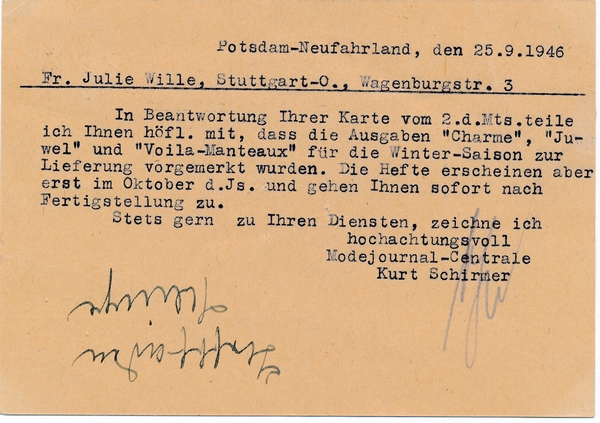 Potsdam-Neufahrland, den 25.9.1946
Fr. Julie Wille, Stuttgart-O., Wagenburgstr. 3
In Beantwortung Ihrer Karte vom 2.d.Mts.teile
ich Ihnen höfl. mit, dass die Ausgaben "Charme", "Ju-
wel" und "Voila-Manteaux" für die Winter-Saison zur
Lieferung vorgemerkt wurden. Die Hefte erscheinen aber
erst im Oktober d.Js. und gehen Ihnen sofort nach
Fertigstellung zu.
Stets gern zu Ihren Diensten, zeichne ich
hochachtungsvoll
Modejournal-Centrale
Kurt Schirmer